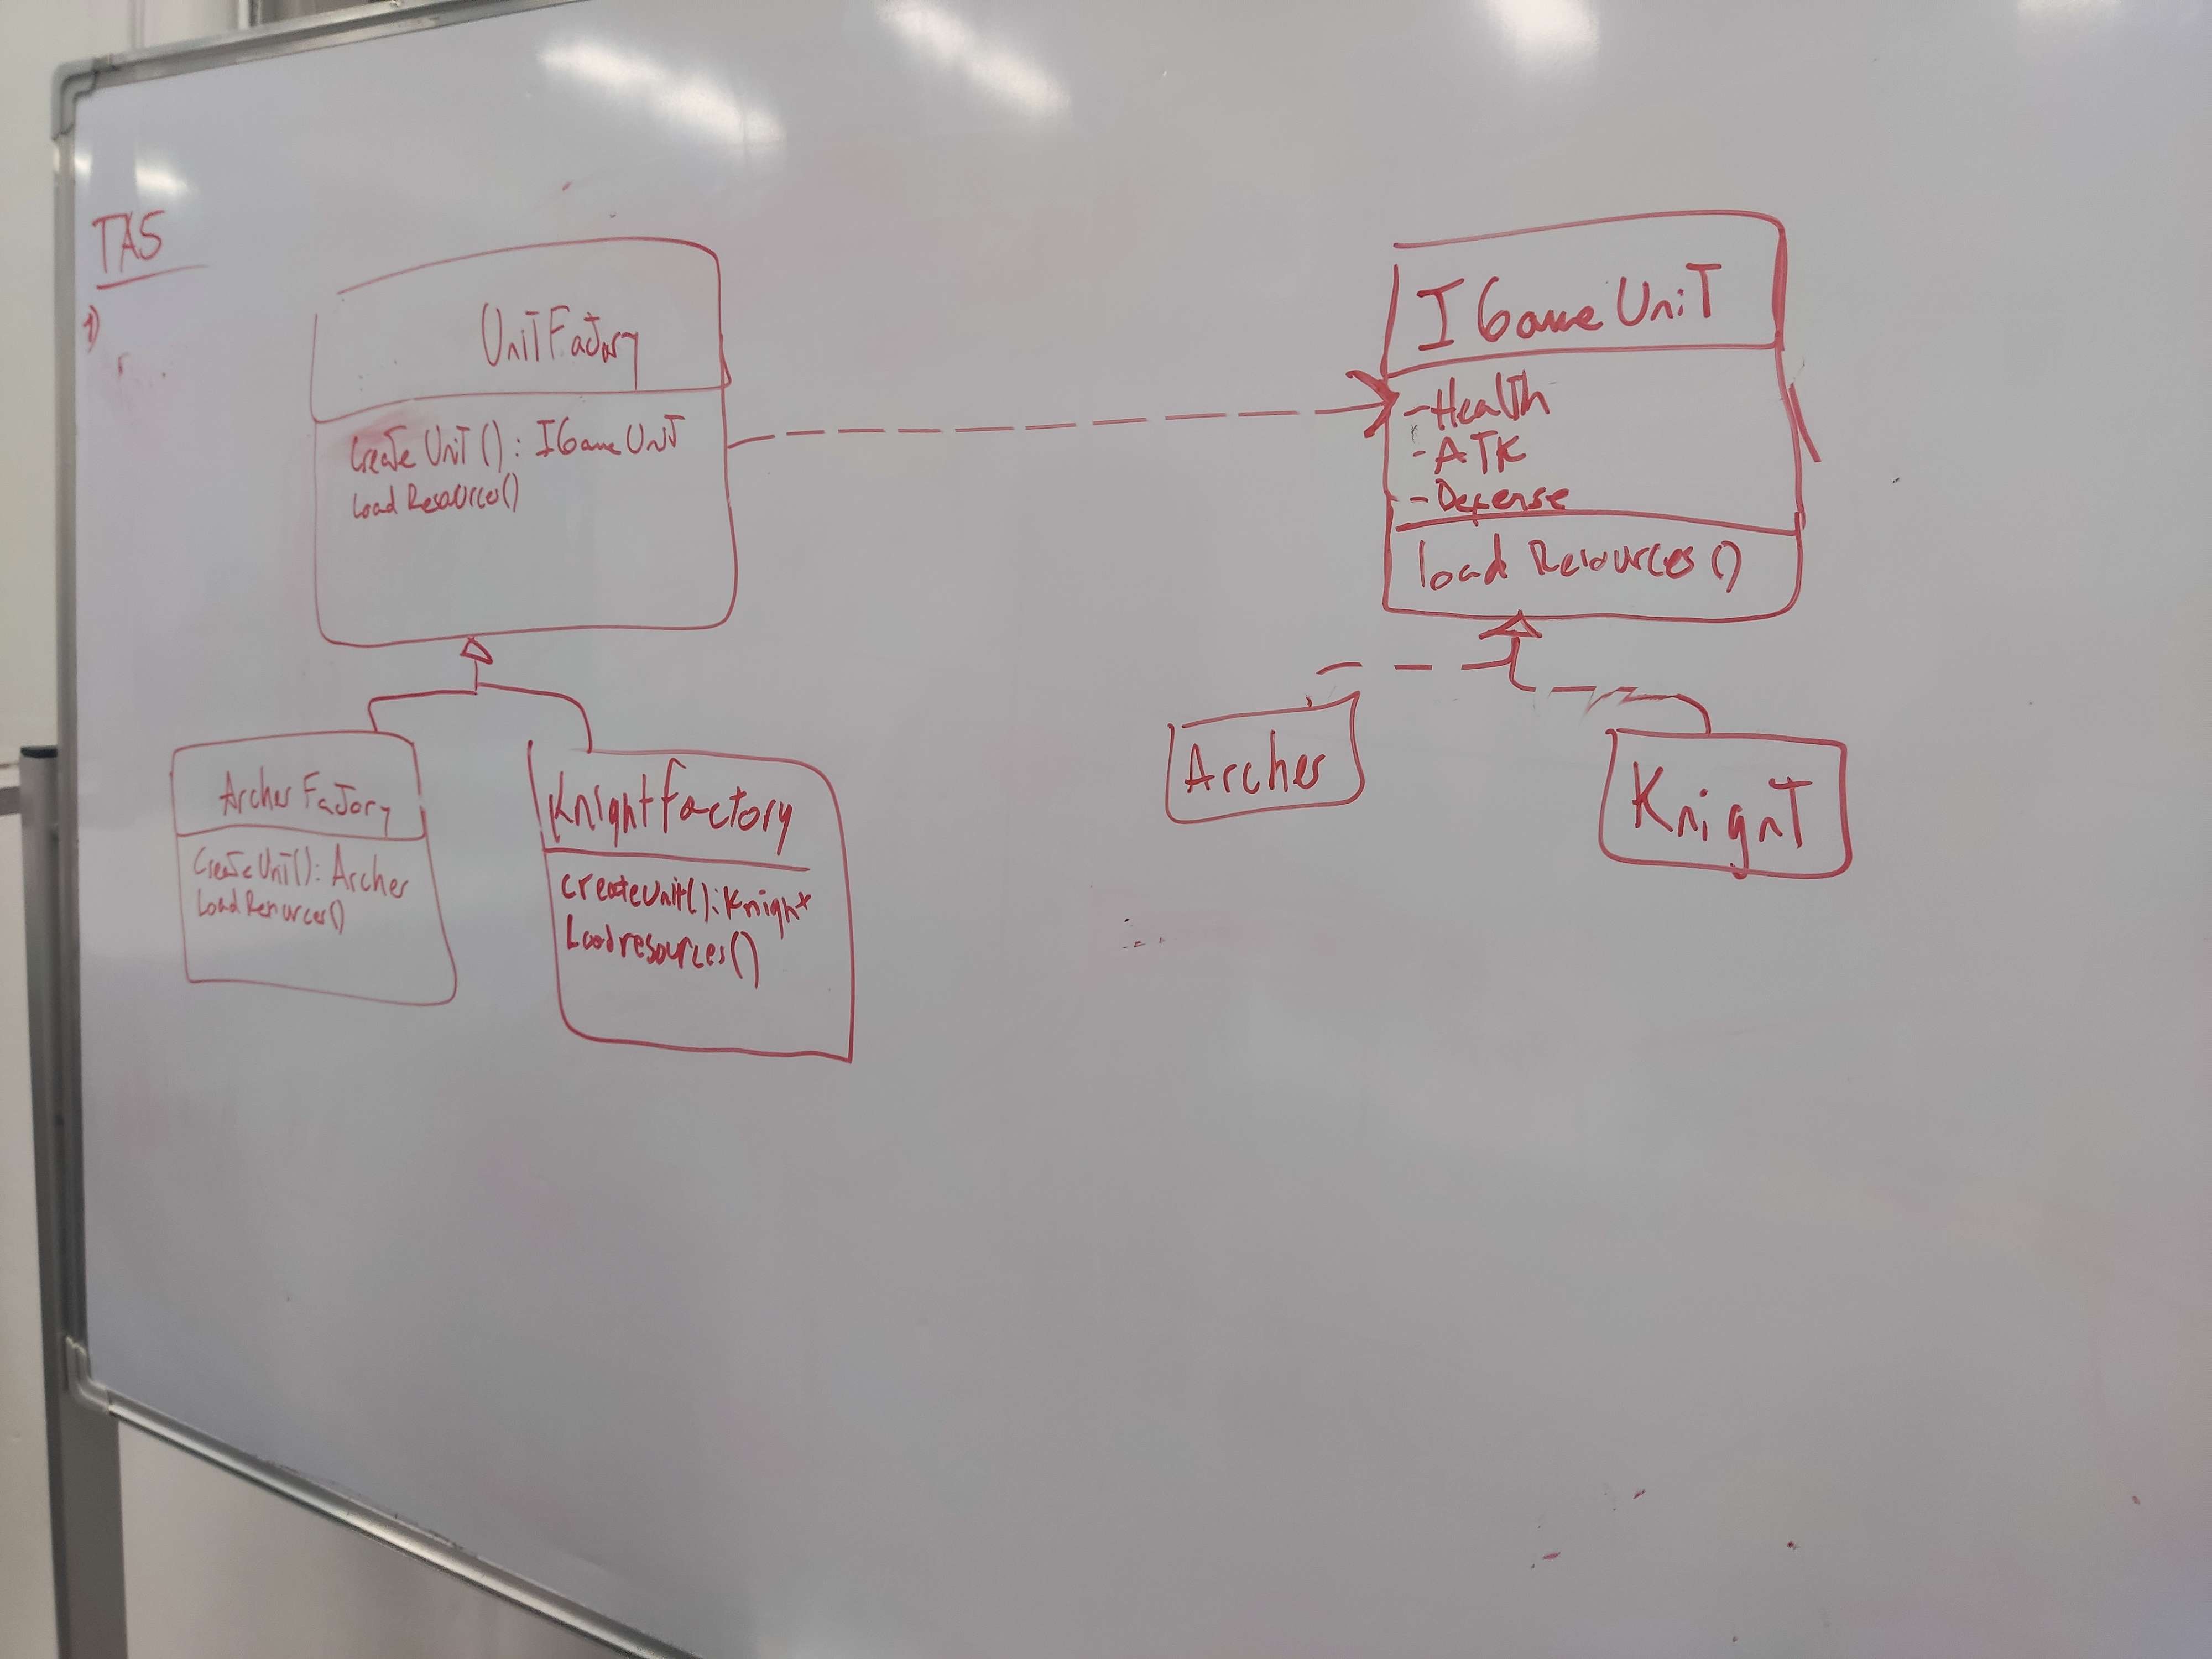 TAS
1)
UnitFactory
CreateUnit(): IGameUnit
loadResources()
ArcherFactory
CreateUnit(): Archer
LoadResources()
KnightFactory
createUnit(): Knight
Loadresources()
IGameUnit
-Health
-ATK
-Defense
loadResources()
Archer
Knight